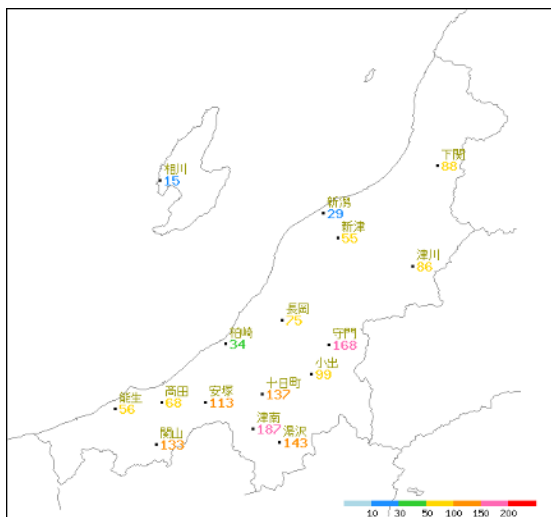 下関
88
相川
15
新潟
29
新津
55
津川
86
長岡
75
柏崎
34
守門
168
小出
99
十日町
137
能生
56
高田
68
安塚
113
津南
187
湯沢
143
関山
133
10 30 50 100 150 200